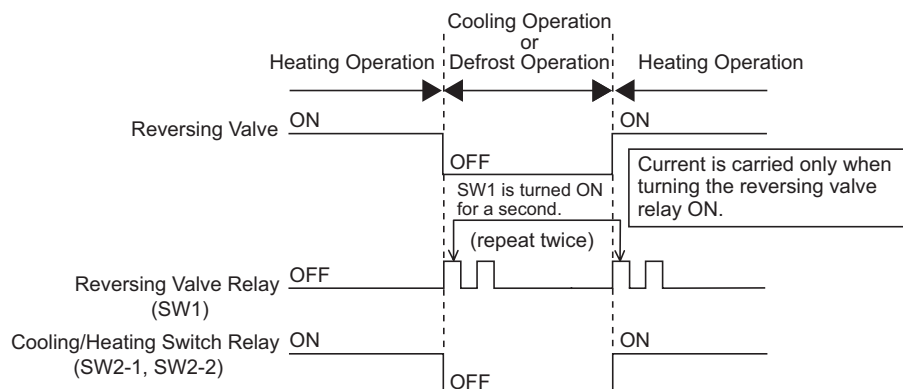 Cooling Operation
or
Heating Operation
Defrost Operation
Heating Operation
Reversing Valve
ON
ON
OFF
Current is carried only when
turning the reversing valve
relay ON.
SW1 is turned ON
for a second.
(repeat twice)
Reversing Valve Relay
(SW1)
OFF
Cooling/Heating Switch Relay
(SW2-1, SW2-2)
ON
ON
OFF